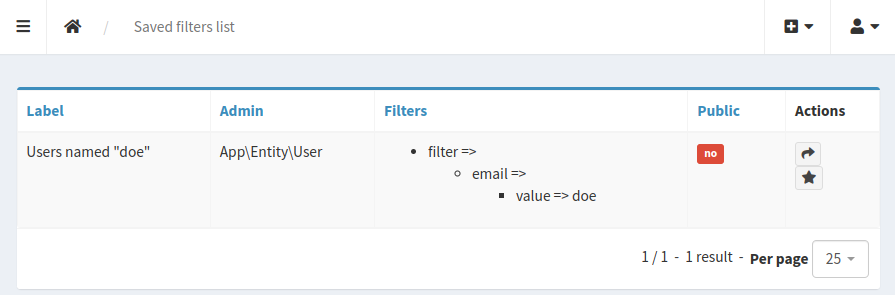 / Saved filters list
Label Admin Filters Public Actions
Users named "doe" App\Entity\User filter => no
email =>
value => doe
1 / 1 - 1 result - Per page 25